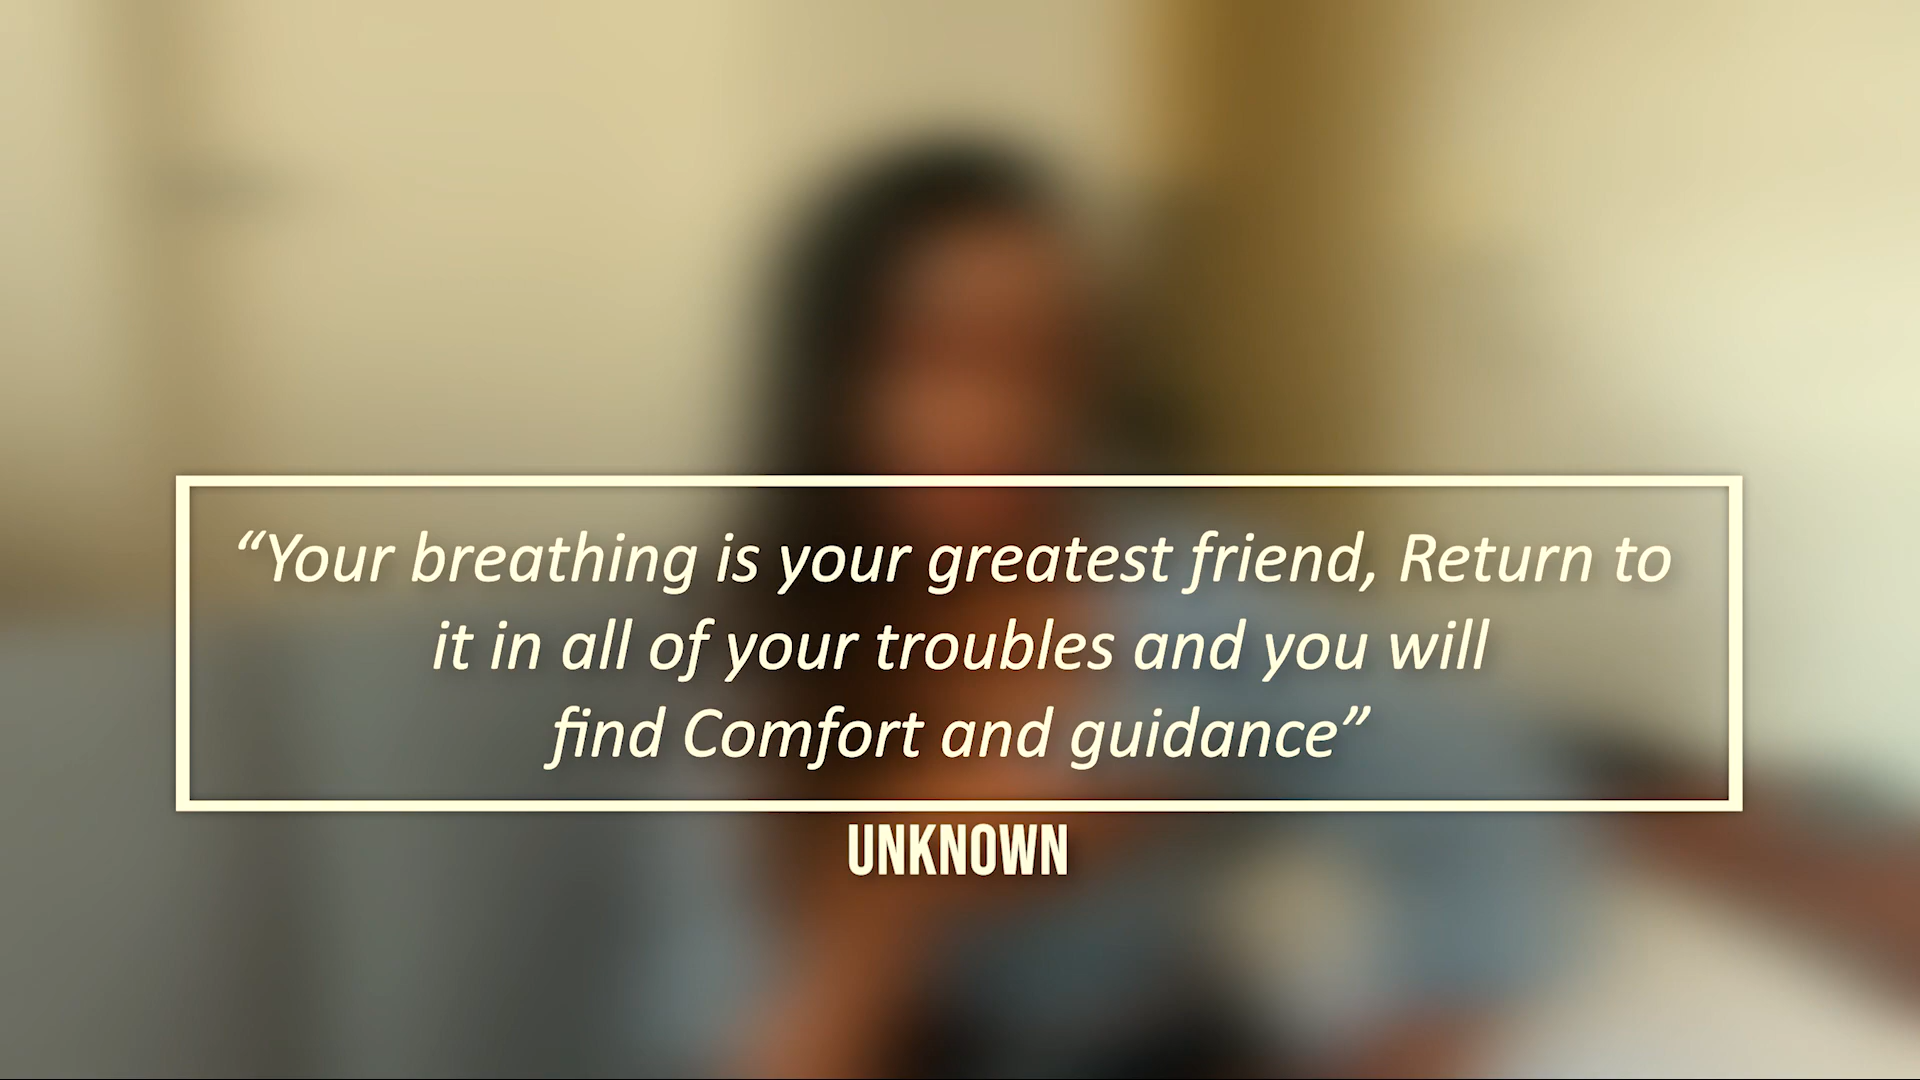 “Your breathing is your greatest friend, Return to
it in all of your troubles and you will
find Comfort and guidance”
UNKNOWN